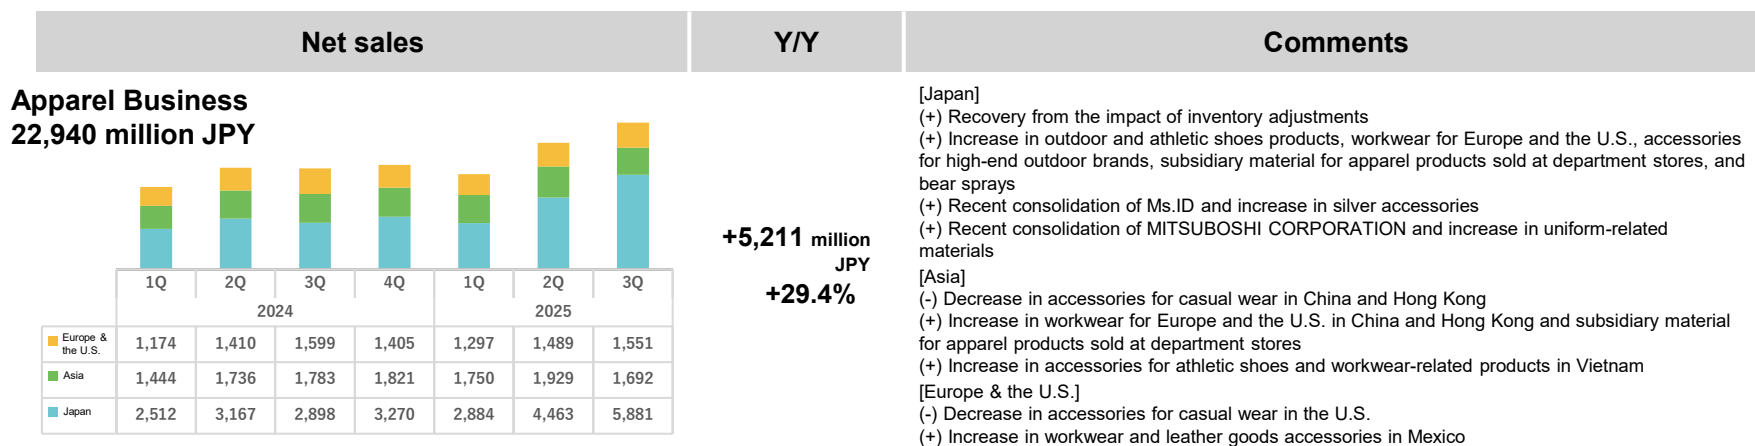 Net sales
Y/Y
Comments
Apparel Business
22,940 million JPY
1Q 2Q 3Q 4Q 1Q 2Q 3Q
2024 2025
Europe &
the U.S. 1,174 1,410 1,599 1,405 1,297 1,489 1,551
Asia 1,444 1,736 1,783 1,821 1,750 1,929 1,692
Japan 2,512 3,167 2,898 3,270 2,884 4,463 5,881
+5,211 million
JPY
+29.4%
[Japan]
(+) Recovery from the impact of inventory adjustments
(+) Increase in outdoor and athletic shoes products, workwear for Europe and the U.S., accessories
for high-end outdoor brands, subsidiary material for apparel products sold at department stores, and
bear sprays
(+) Recent consolidation of Ms.ID and increase in silver accessories
(+) Recent consolidation of MITSUBOSHI CORPORATION and increase in uniform-related
materials
[Asia]
(-) Decrease in accessories for casual wear in China and Hong Kong
(+) Increase in workwear for Europe and the U.S. in China and Hong Kong and subsidiary material
for apparel products sold at department stores
(+) Increase in accessories for athletic shoes and workwear-related products in Vietnam
[Europe & the U.S.]
(-) Decrease in accessories for casual wear in the U.S.
(+) Increase in workwear and leather goods accessories in Mexico